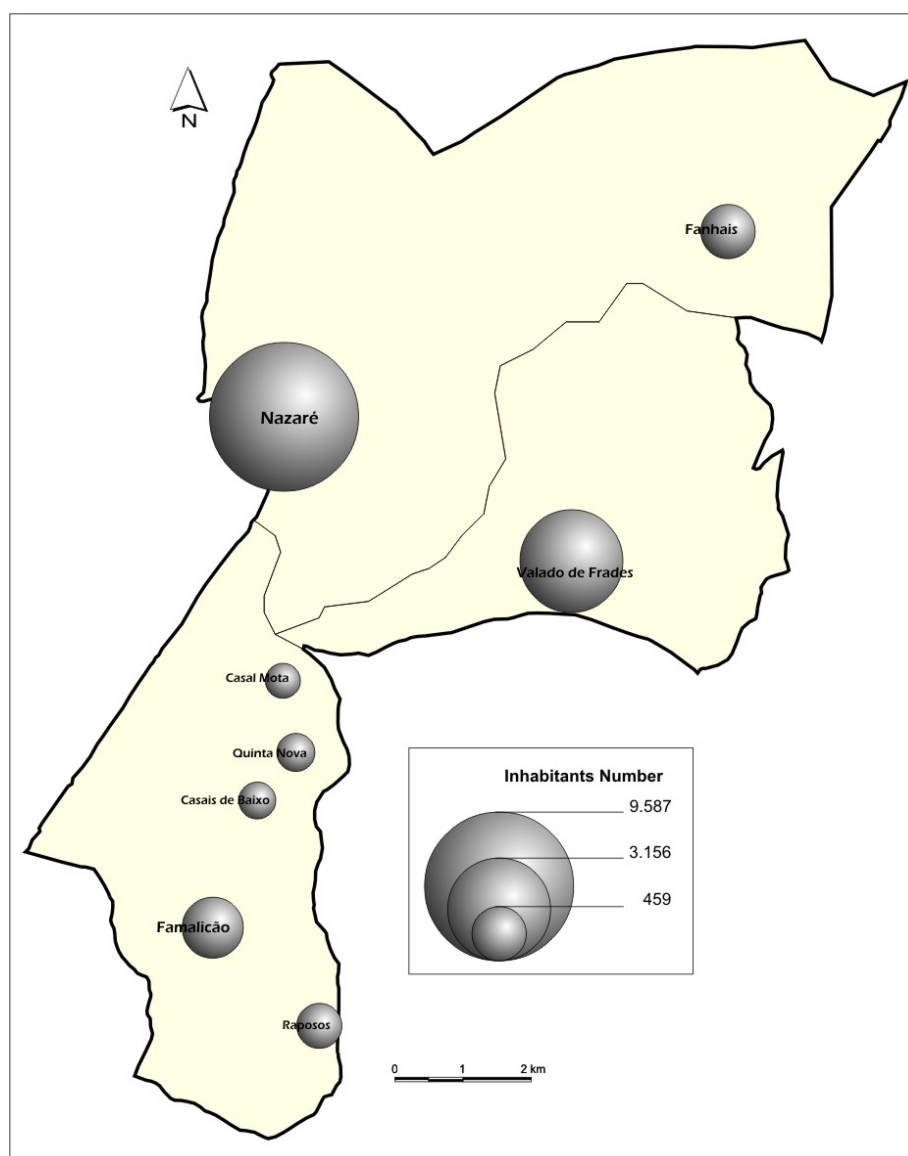 N
Fanhais
Nazaré
Valado de Frades
Casal Mota
Quinta Nova
Casais de Baixo
Famalicão
Raposos
Inhabitants Number
9.587
3.156
459
0 1 2 km